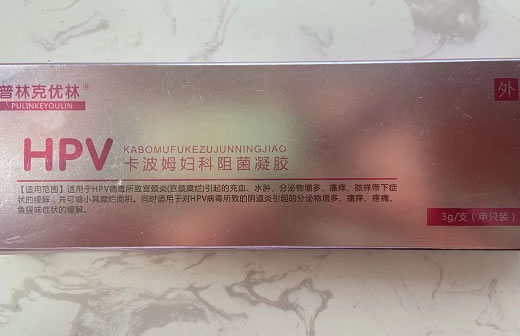 普林克优林®
PULINKEYOULIN
外
HPV
KABOMUFUKEZUJUNNINGJIAO
卡波姆妇科阻菌凝胶
【适用范围】适用于HPV病毒所致宫颈炎(宫颈糜烂)引起的充血、水肿、分泌物增多、瘙痒、脓样带下症
状的缓解，并可缩小其糜烂面积。同时适用于对HPV病毒所致的阴道炎引起的分泌物增多、瘙痒、疼痛、
鱼腥味症状的缓解。
3g/支（单只装）